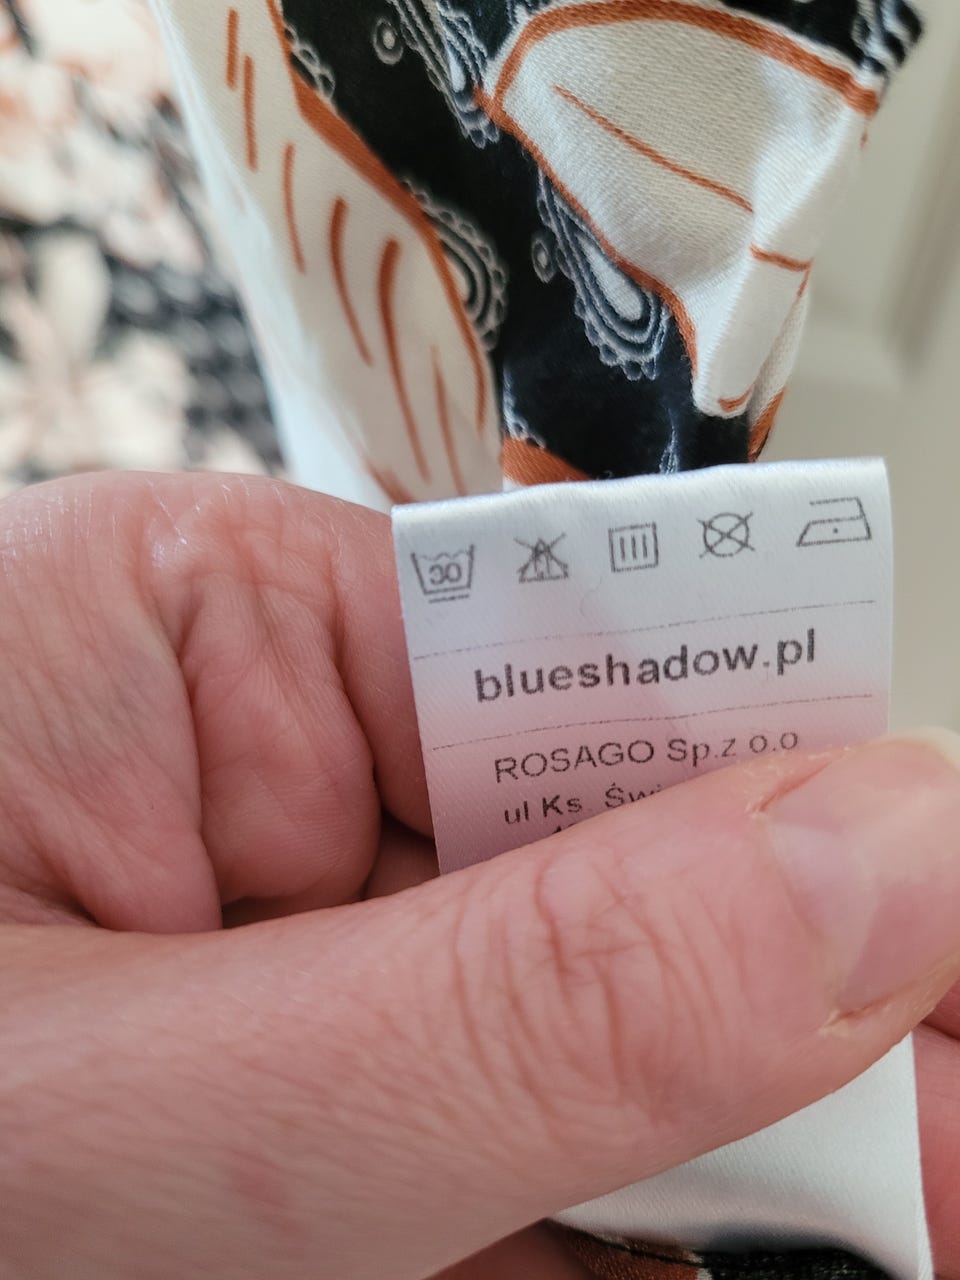 30
blueshadow.pl
ROSAGO Sp.z o.o
ul Ks.